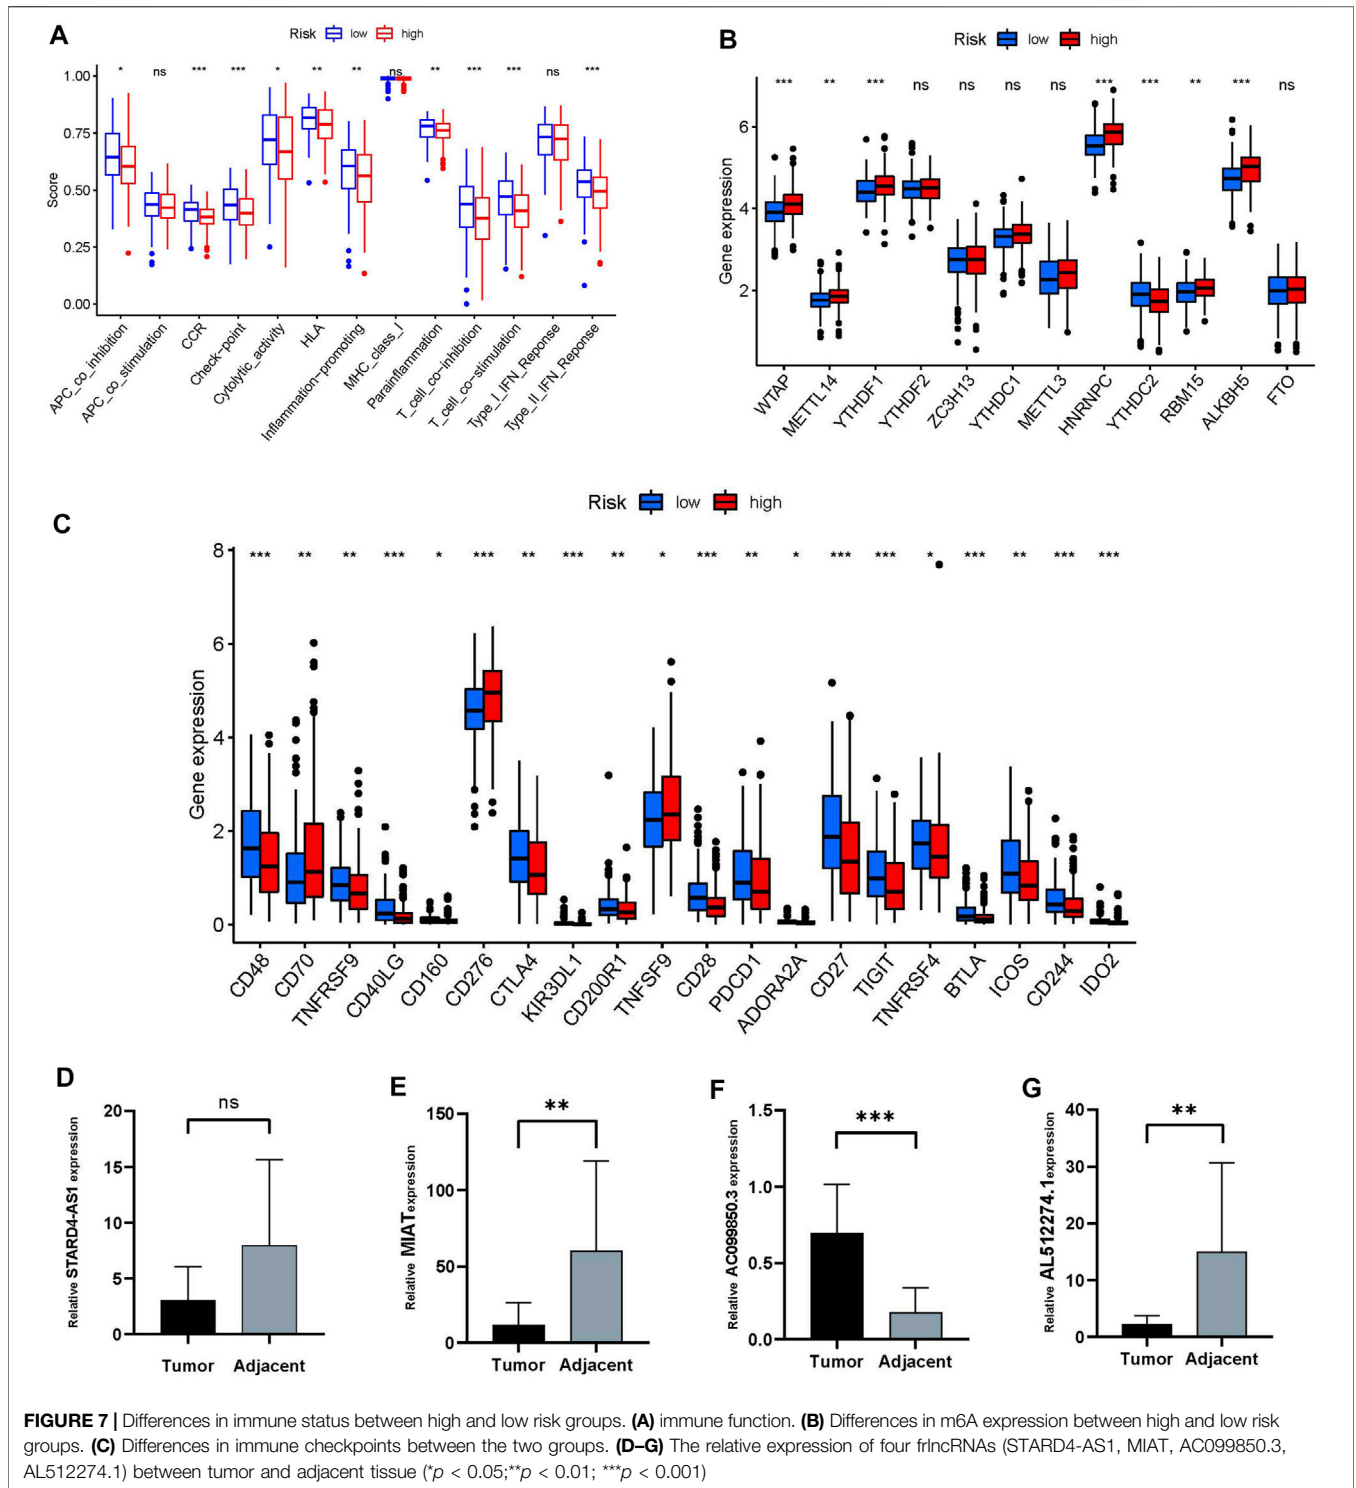 A
Risk low high
* ns *** *** * ** ** ns ** *** *** ns ***
1.00
0.75
0.50
0.25
0.00
Score
APC_co_inhibition
APC_co_stimulation
CCR
Check-point
Cytolytic_activity
HLA
Inflammation-promoting
MHC_class_I
Parainflammation
T_cell_co-inhibition
T_cell_co-stimulation
Type_I_IFN_Reponse
Type_II_IFN_Reponse
B
Risk low high
*** ** *** ns ns ns ns *** *** ** *** ns
6
4
2
Gene expression
WTAP
METTL14
YTHDF1
YTHDF2
ZC3H13
YTHDC1
METTL3
HNRNPC
YTHDC2
RBM15
ALKBH5
FTO
C
Risk low high
*** ** ** *** * *** ** *** ** * *** ** * *** *** * *** ** *** ***
8
6
4
2
0
Gene expression
CD48
CD70
TNFRSF9
CD40LG
CD160
CD276
CTLA4
KIR3DL1
CD200R1
TNFSF9
CD28
PDCD1
ADORA2A
CD27
TIGIT
TNFRSF4
BTLA
ICOS
CD244
IDO2
D
ns
20
15
10
5
0
Relative STARD4-AS1 expression
Tumor Adjacent
E
**
150
100
50
0
Relative MIAT expression
Tumor Adjacent
F
***
1.5
1.0
0.5
0.0
Relative AC099850.3 expression
Tumor Adjacent
G
**
40
30
20
10
0
Relative AL512274.1 expression
Tumor Adjacent
FIGURE 7 | Differences in immune status between high and low risk groups. (A) immune function. (B) Differences in m6A expression between high and low risk
groups. (C) Differences in immune checkpoints between the two groups. (D–G) The relative expression of four frlncRNAs (STARD4-AS1, MIAT, AC099850.3,
AL512274.1) between tumor and adjacent tissue (*p < 0.05;**p < 0.01; ***p < 0.001)